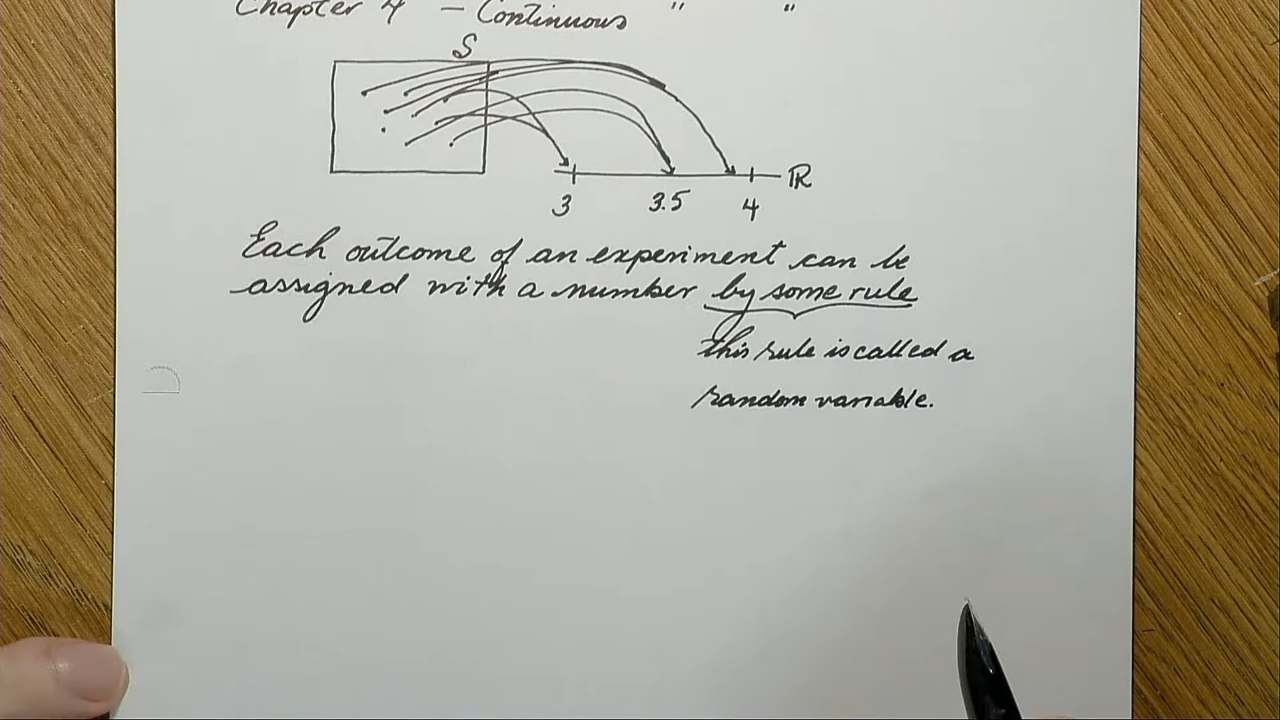 Chapter 4 - Continuous " "
S
3 3.5 4 ℝ
Each outcome of an experiment can be
assigned with a number by some rule
this rule is called a
random variable.